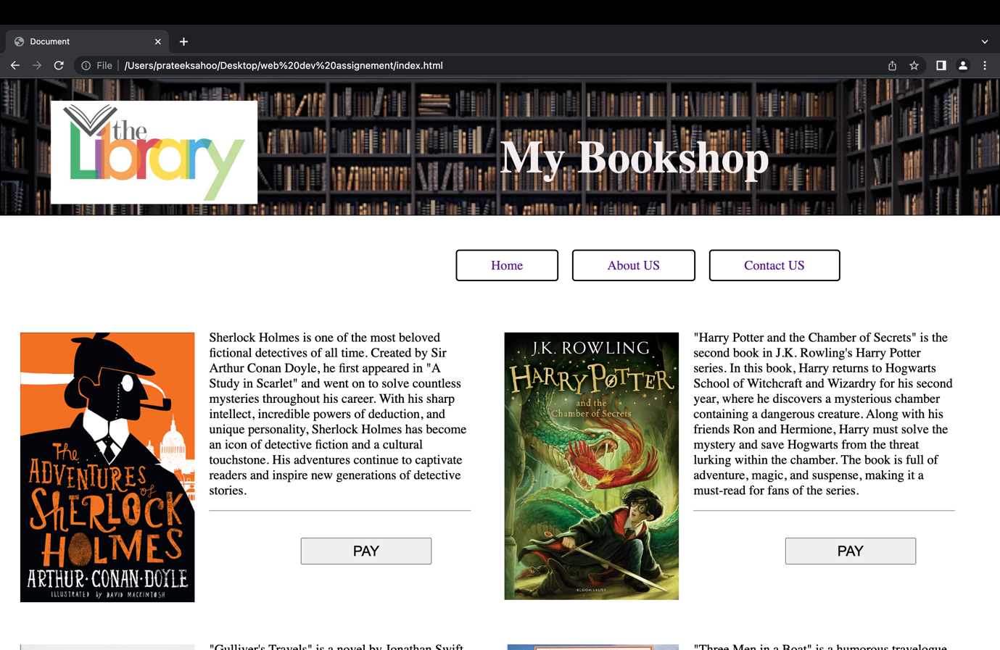 Document
File
/Users/prateeksahoo/Desktop/web%20dev%20assignement/index.html
the
Library
My Bookshop
Home
About US
Contact US
The
ADVENTURES
of
SHERLOCK
HOLMES
ARTHUR·CONAN·DOYLE
ILLUSTRATED by DAVID MACKINTOSH
Sherlock Holmes is one of the most beloved
fictional detectives of all time. Created by Sir
Arthur Conan Doyle, he first appeared in "A
Study in Scarlet" and went on to solve countless
mysteries throughout his career. With his sharp
intellect, incredible powers of deduction, and
unique personality, Sherlock Holmes has become
an icon of detective fiction and a cultural
touchstone. His adventures continue to captivate
readers and inspire new generations of detective
stories.
PAY
J.K. ROWLING
HARRY POTTER
and the
Chamber of Secrets
BLOOMSBURY
"Harry Potter and the Chamber of Secrets" is the
second book in J.K. Rowling's Harry Potter
series. In this book, Harry returns to Hogwarts
School of Witchcraft and Wizardry for his second
year, where he discovers a mysterious chamber
containing a dangerous creature. Along with his
friends Ron and Hermione, Harry must solve the
mystery and save Hogwarts from the threat
lurking within the chamber. The book is full of
adventure, magic, and suspense, making it a
must-read for fans of the series.
PAY
"Gulliver's Travels" is a novel by Jonathan Swift
"Three Men in a Boat" is a humorous travelogue